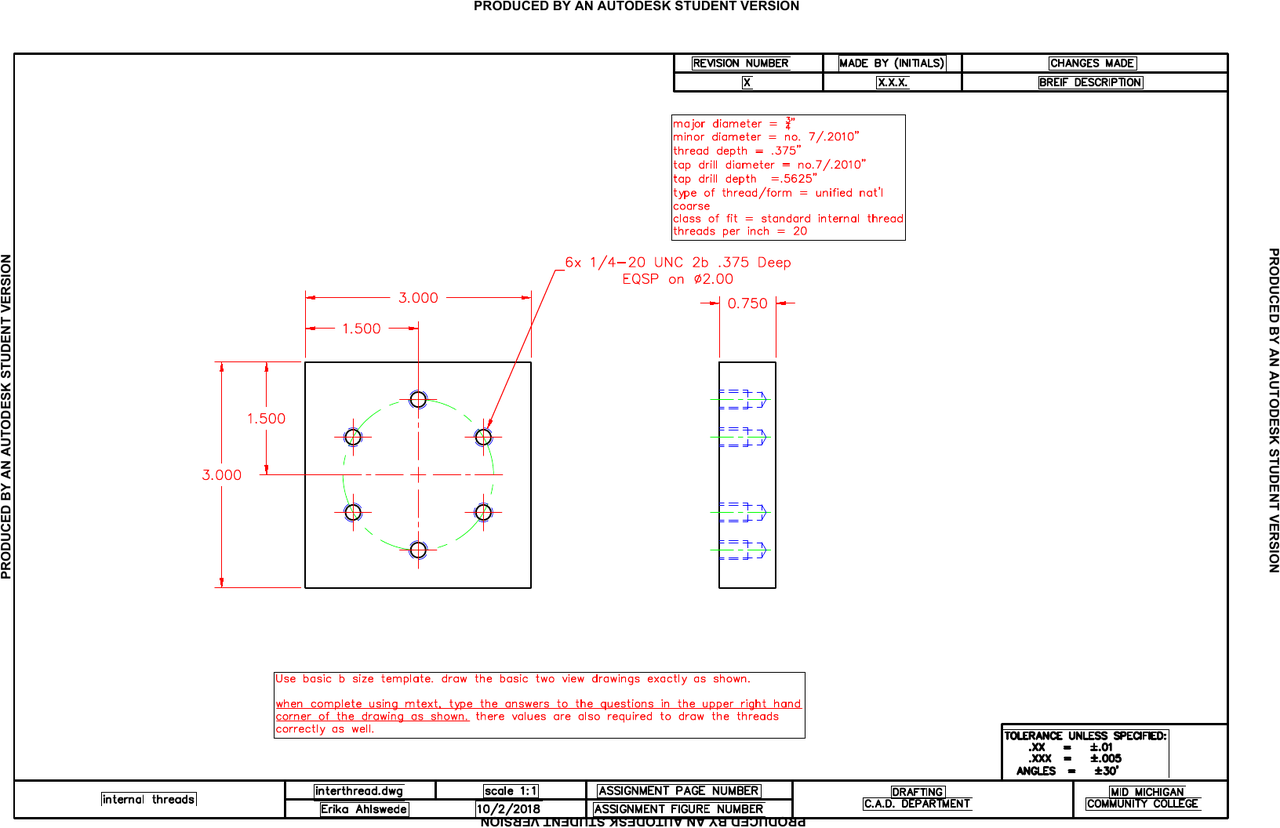 PRODUCED BY AN AUTODESK STUDENT VERSION
REVISION NUMBER
MADE BY (INITIALS)
CHANGES MADE
X
X.X.X.
BREIF DESCRIPTION
major diameter = ¾"
minor diameter = no. 7/.2010"
thread depth = .375"
tap drill diameter = no.7/.2010"
tap drill depth =.5625"
type of thread/form = unified nat'l
coarse
class of fit = standard internal thread
threads per inch = 20
6x 1/4-20 UNC 2b .375 Deep
EQSP on Ø2.00
3.000
0.750
1.500
1.500
3.000
PRODUCED BY AN AUTODESK STUDENT VERSION
PRODUCED BY AN AUTODESK STUDENT VERSION
Use basic b size template. draw the basic two view drawings exactly as shown.
when complete using mtext, type the answers to the questions in the upper right hand
corner of the drawing as shown. there values are also required to draw the threads
correctly as well.
TOLERANCE UNLESS SPECIFIED:
.XX = ±.01
.XXX = ±.005
ANGLES = ±30'
internal threads
interthread.dwg
Erika Ahlswede
scale 1:1
10/2/2018
ASSIGNMENT PAGE NUMBER
ASSIGNMENT FIGURE NUMBER
DRAFTING
C.A.D. DEPARTMENT
MID MICHIGAN
COMMUNITY COLLEGE
PRODUCED BY AN AUTODESK STUDENT VERSION